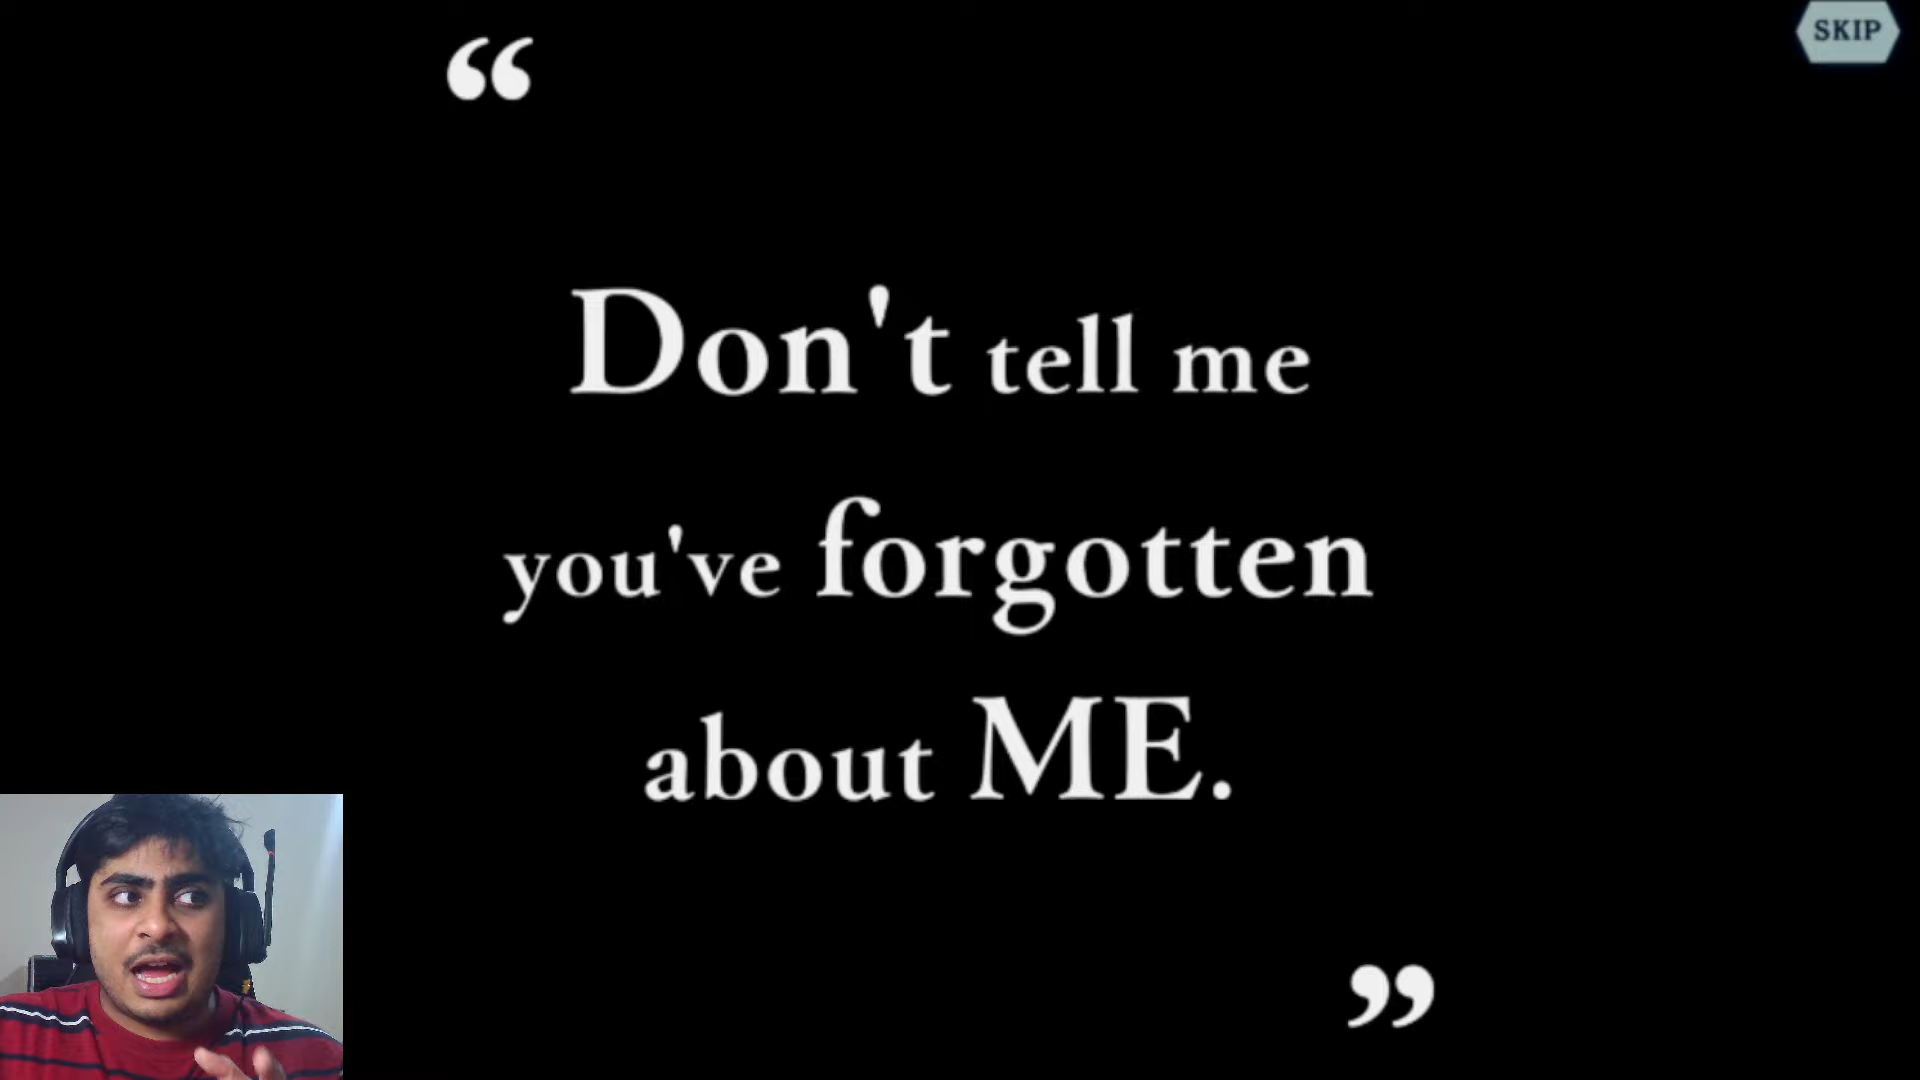 SKIP
“
Don't tell me
you've forgotten
about ME.
”